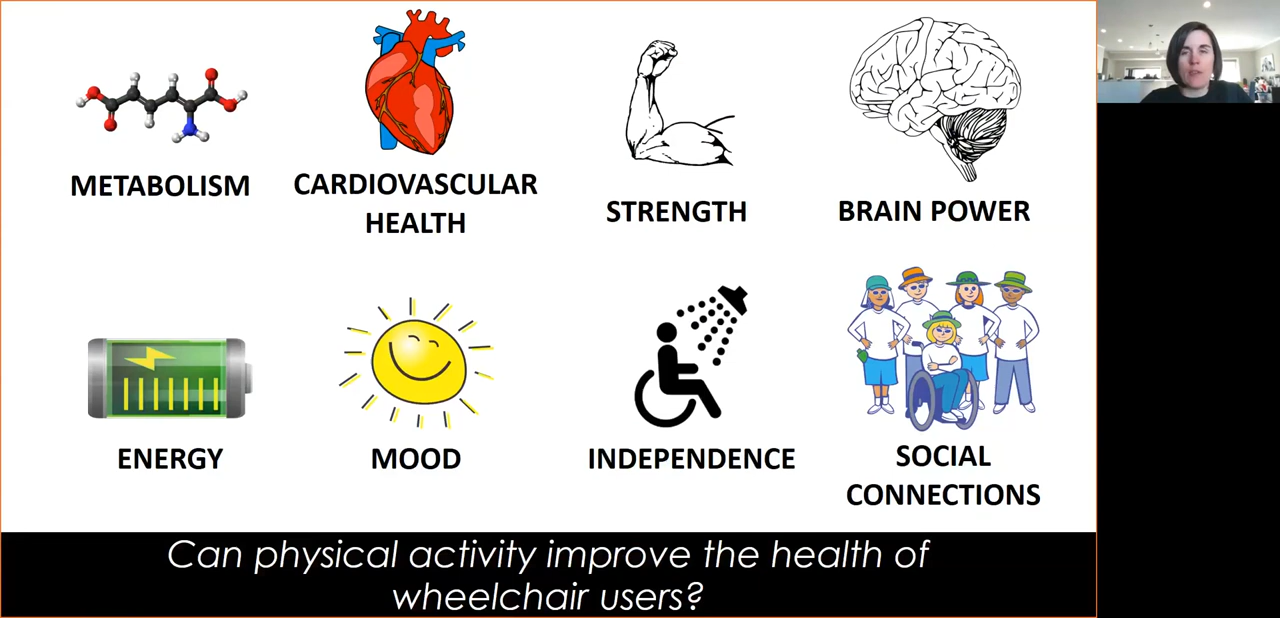 METABOLISM
CARDIOVASCULAR
HEALTH
STRENGTH
BRAIN POWER
ENERGY
MOOD
INDEPENDENCE
SOCIAL
CONNECTIONS
Can physical activity improve the health of
wheelchair users?